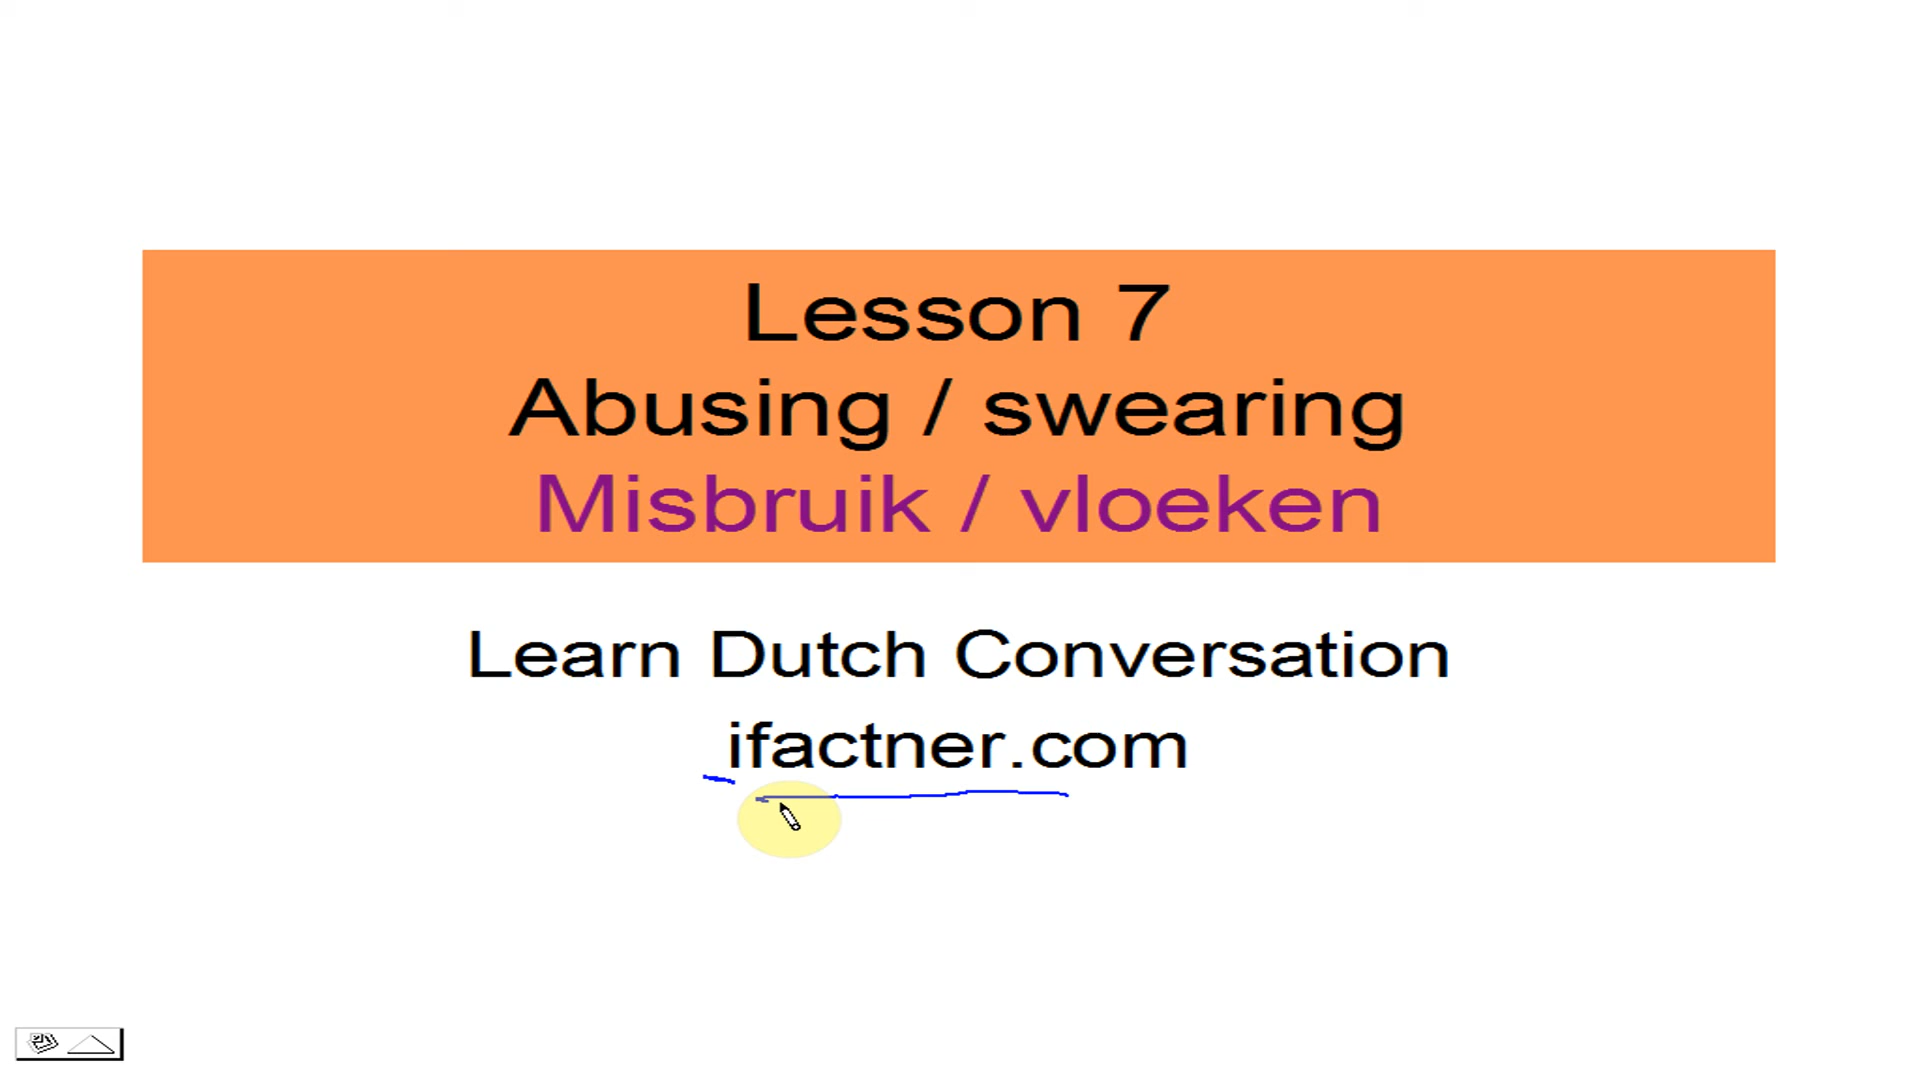 Lesson 7
Abusing / swearing
Misbruik / vloeken
Learn Dutch Conversation
ifactner.com